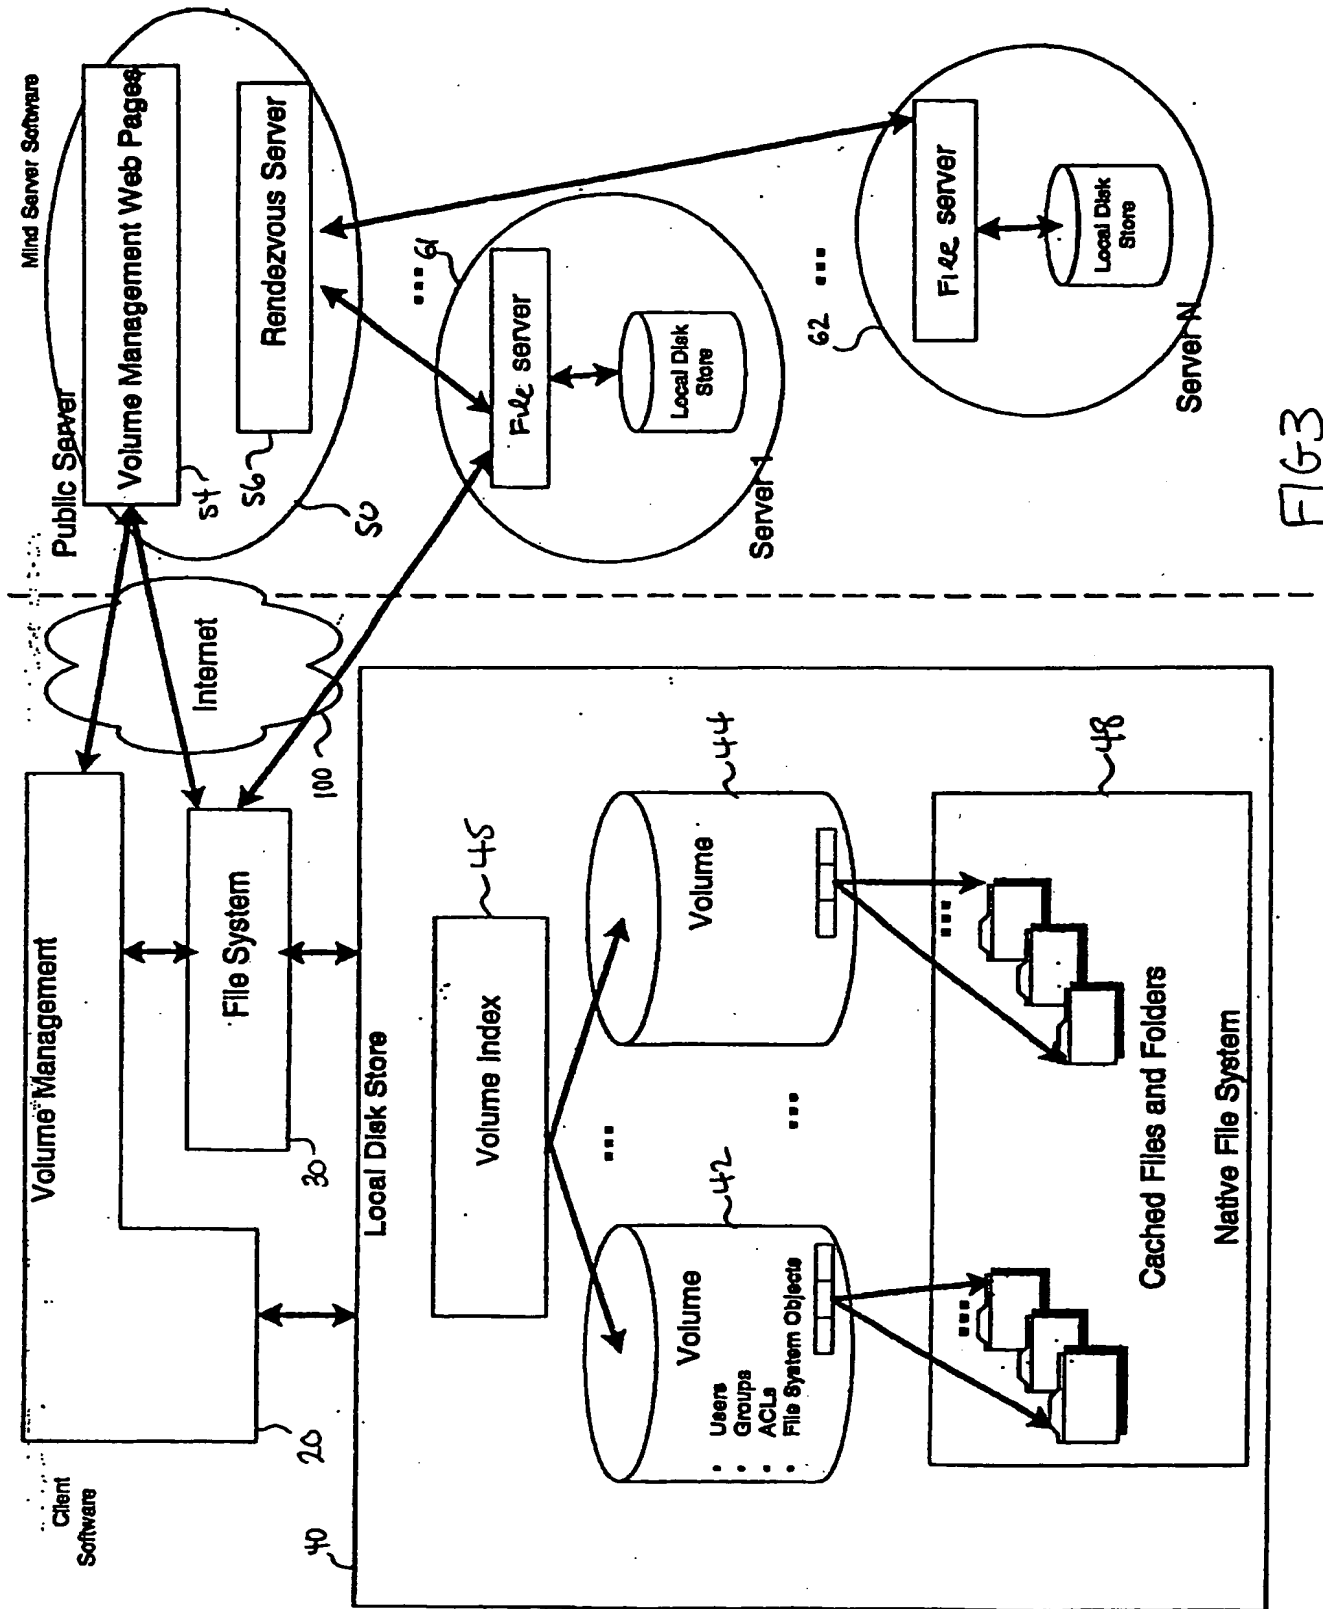 Client
Software
Mind Server Software
Volume Management
20
File System
30
Internet
100
Public Server
Volume Management Web Pages
54
Rendezvous Server
56
50
Local Disk Store
40
Volume Index
45
...
Volume
• Users
• Groups
• ACLs
• File System Objects
42
...
Volume
44
...
...
Cached Files and Folders
Native File System
48
...
61
File server
Local Disk
Store
Server 1
...
62
File server
Local Disk
Store
Server N
FIG3